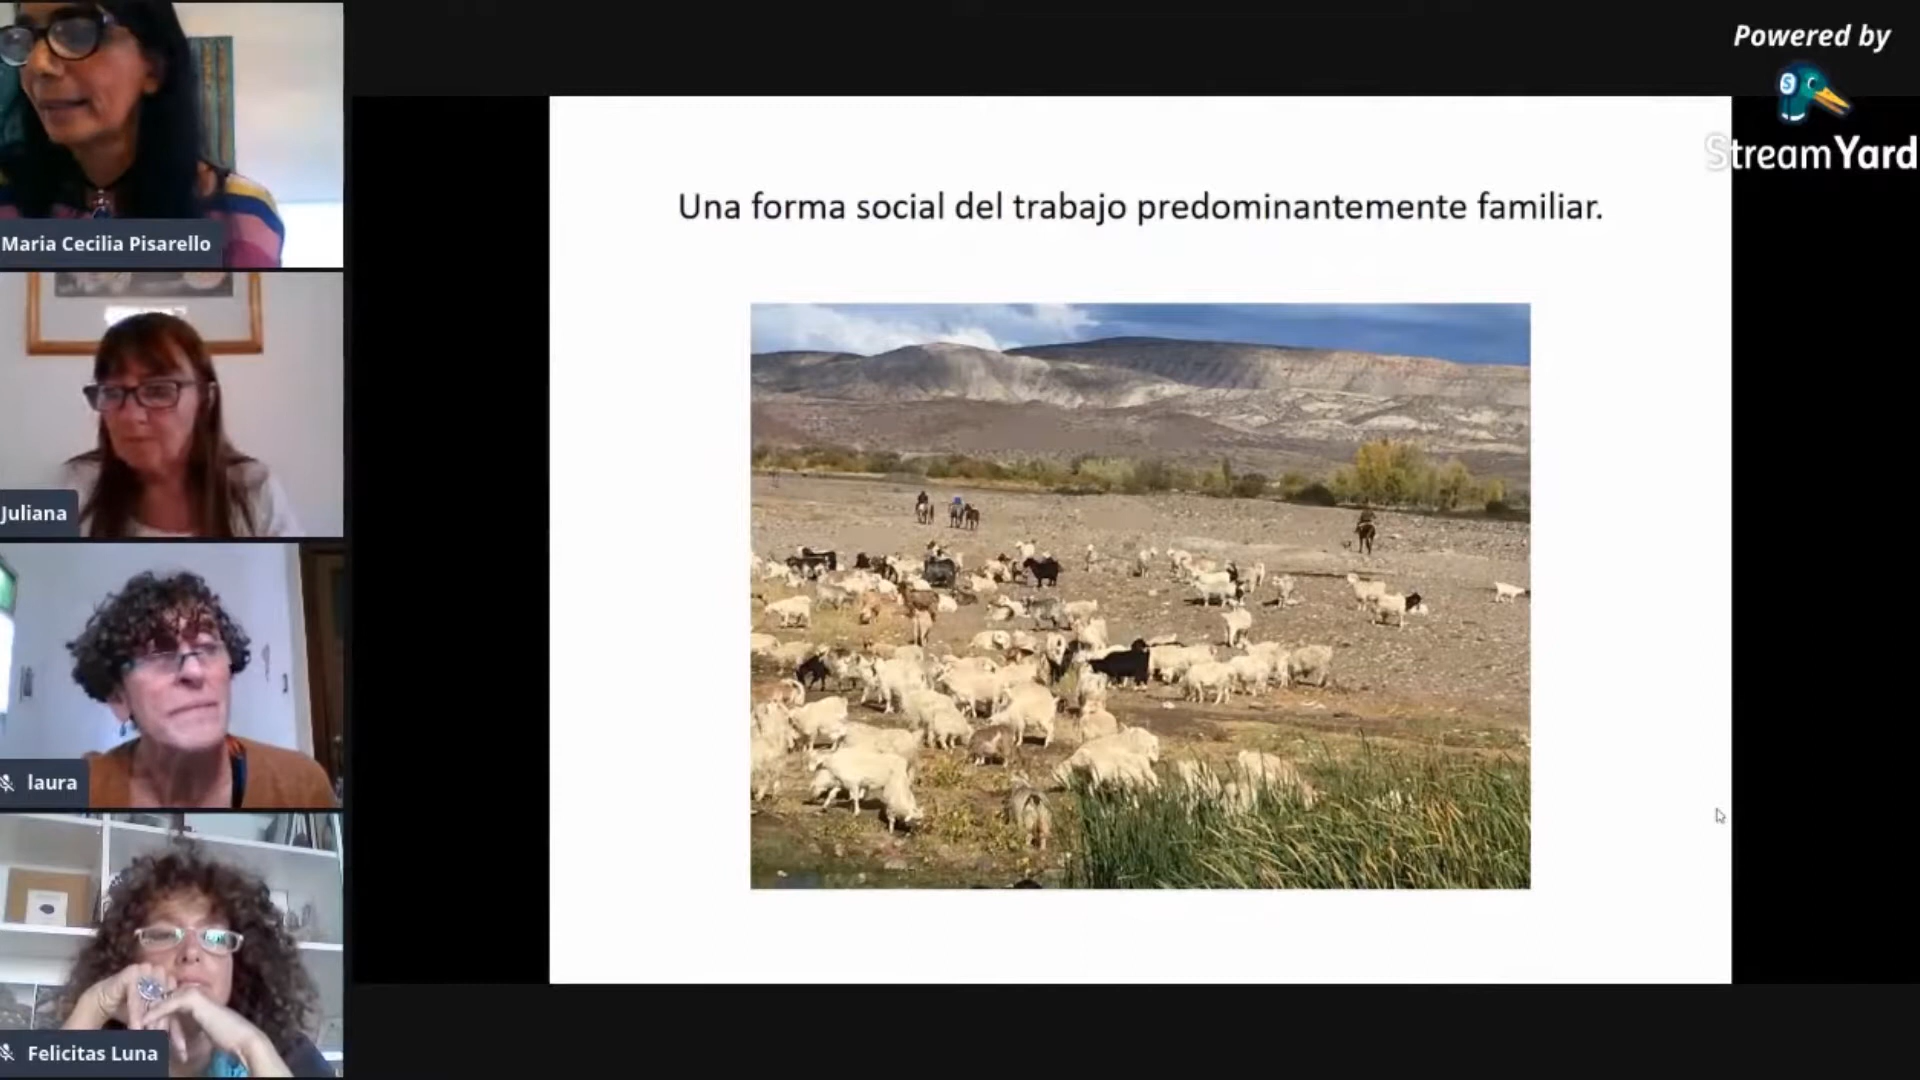 Powered by
StreamYard
Una forma social del trabajo predominantemente familiar.
Maria Cecilia Pisarello
Juliana
laura
Felicitas Luna